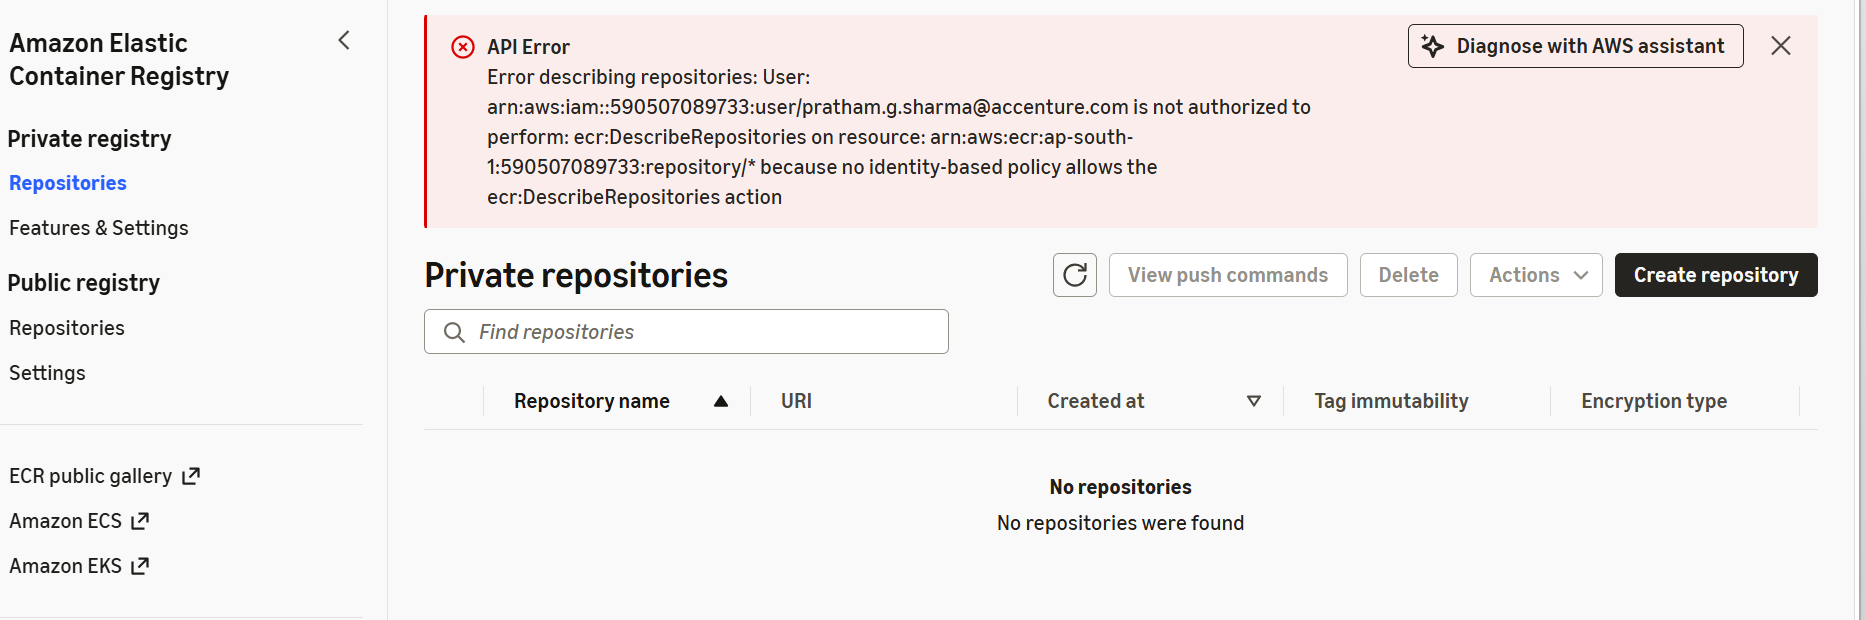 Amazon Elastic
Container Registry
Private registry
Repositories
Features & Settings
Public registry
Repositories
Settings
ECR public gallery
Amazon ECS
Amazon EKS
API Error
Diagnose with AWS assistant
Error describing repositories: User:
arn:aws:iam::590507089733:user/pratham.g.sharma@accenture.com is not authorized to
perform: ecr:DescribeRepositories on resource: arn:aws:ecr:ap-south-
1:590507089733:repository/* because no identity-based policy allows the
ecr:DescribeRepositories action
Private repositories
View push commands
Delete
Actions
Create repository
Find repositories
Repository name
URI
Created at
Tag immutability
Encryption type
No repositories
No repositories were found